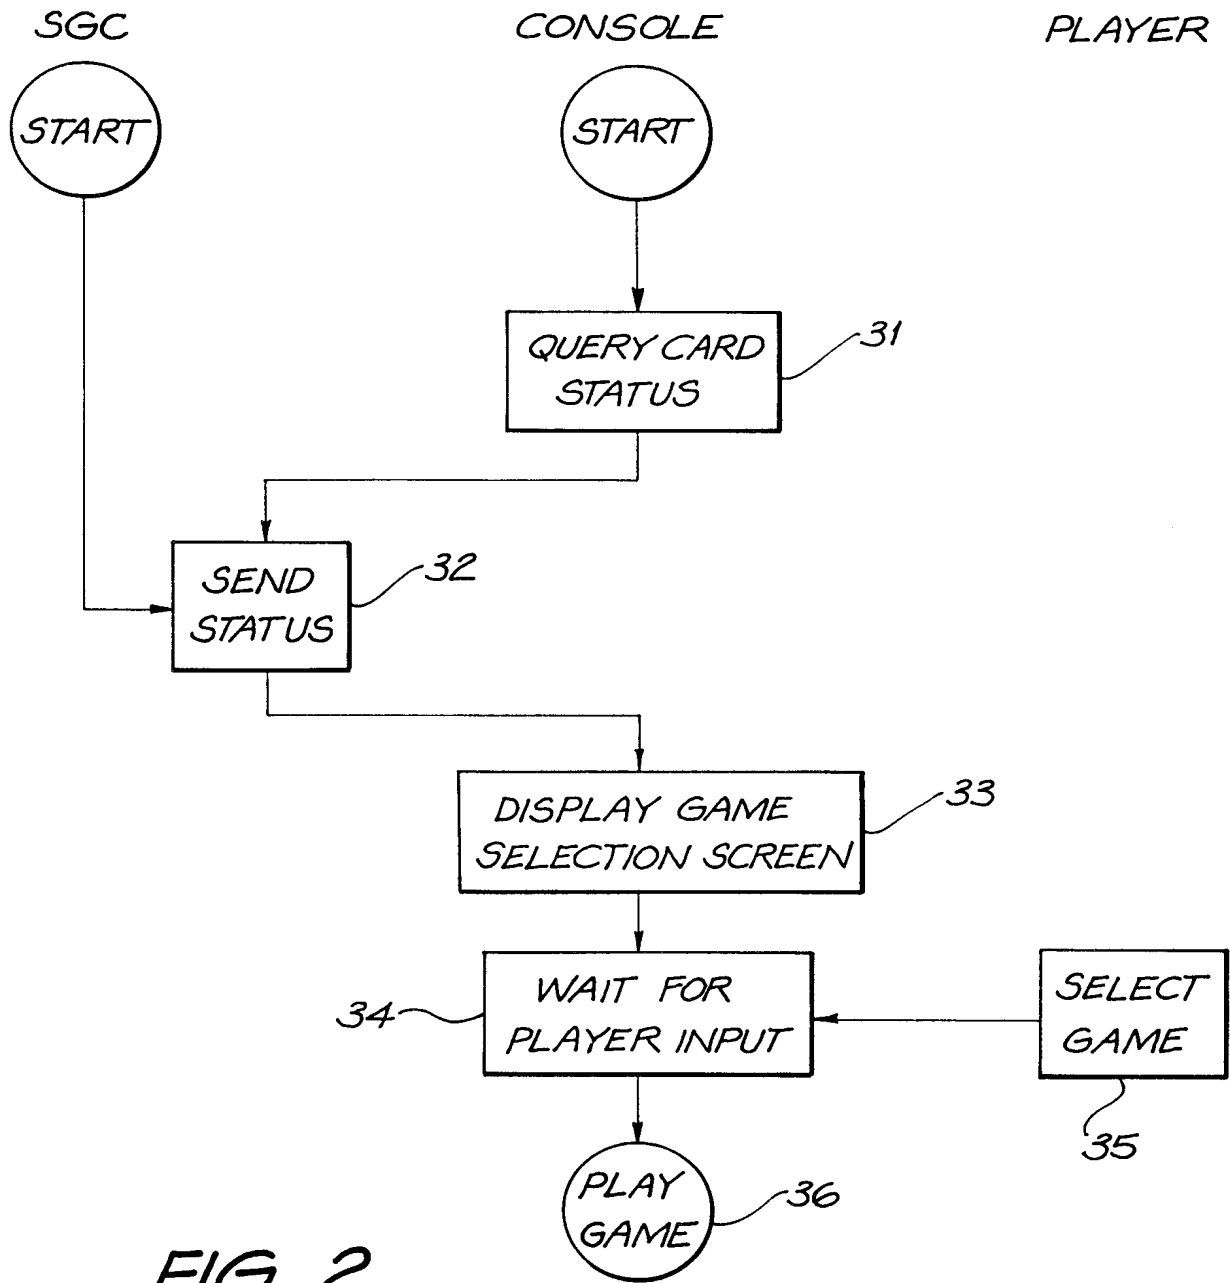 SGC
CONSOLE
PLAYER
START
START
QUERY CARD
STATUS
31
SEND
STATUS
32
DISPLAY GAME
SELECTION SCREEN
33
WAIT FOR
PLAYER INPUT
34
SELECT
GAME
35
PLAY
GAME
36
FIG. 2